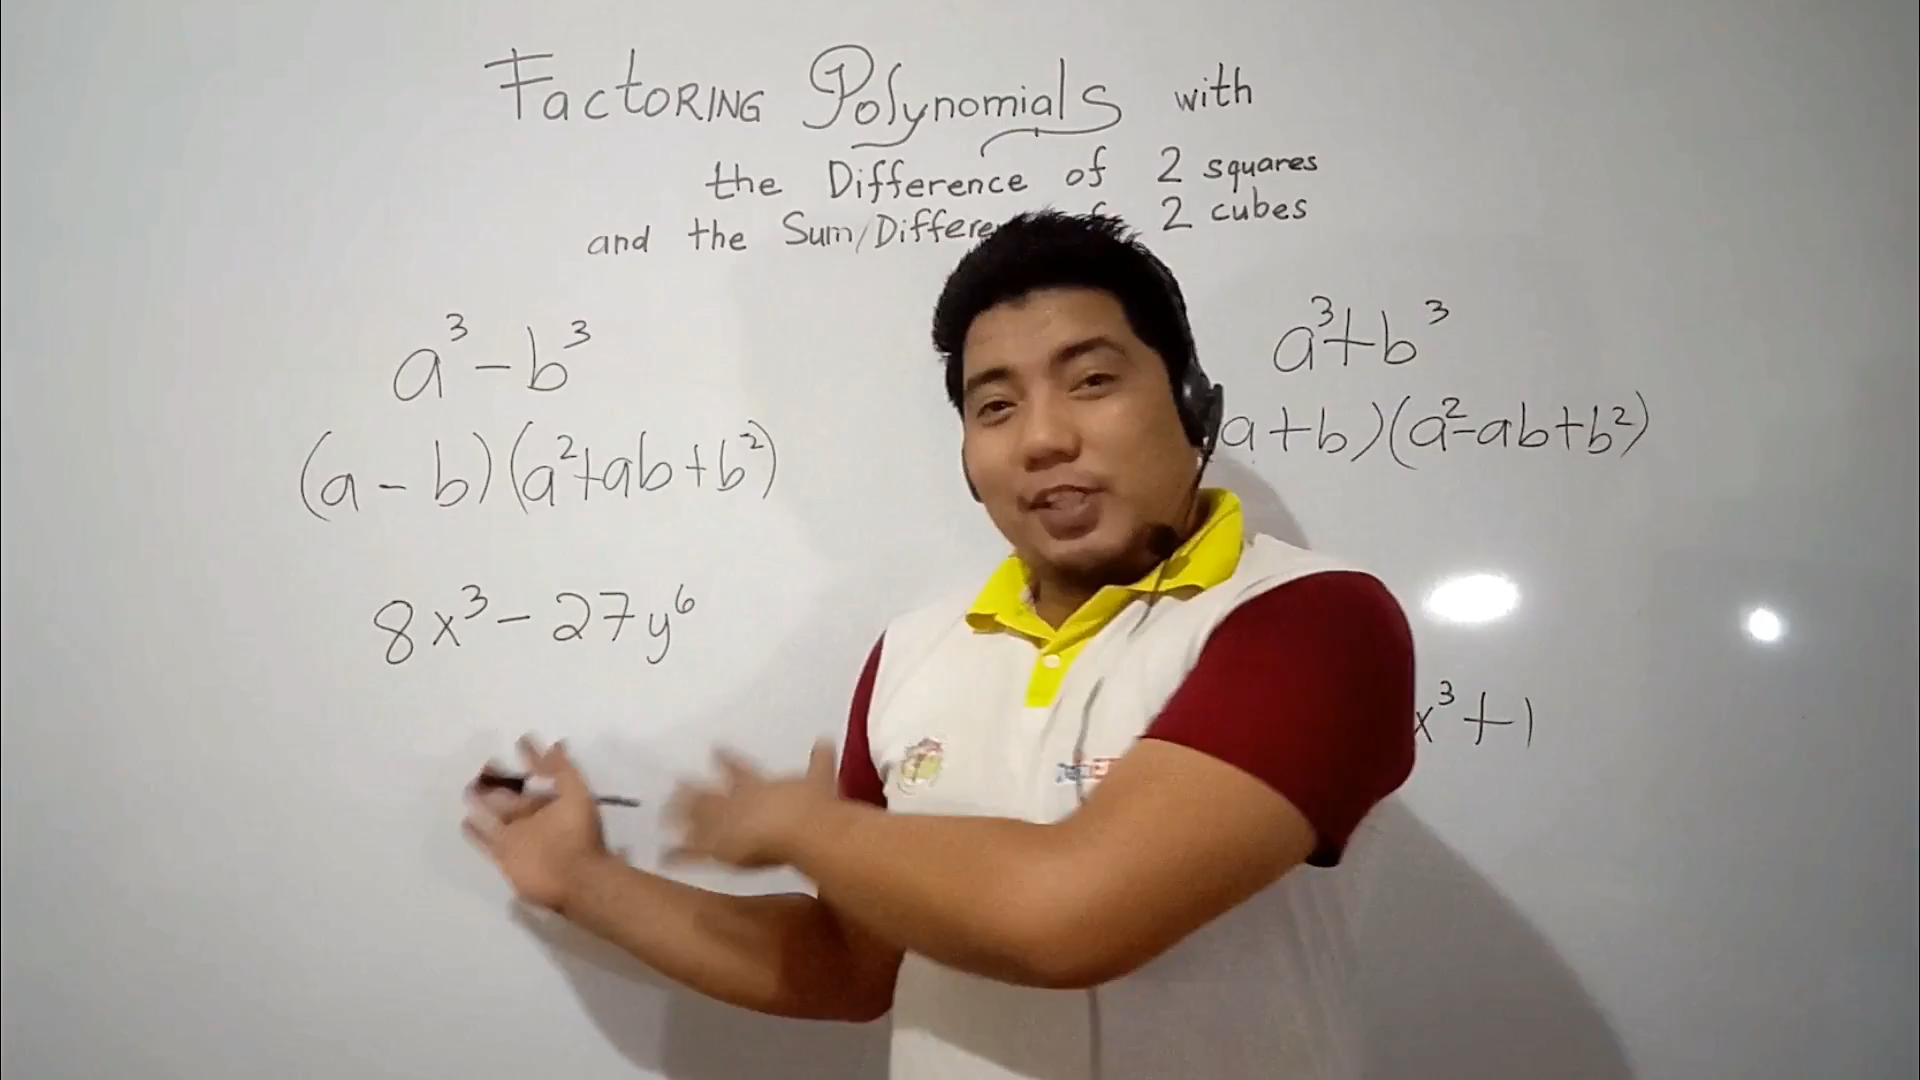 Factoring Polynomials with
the Difference of 2 squares
and the Sum/Differe 2 cubes
a³ - b³
(a - b)(a² + ab + b²)
8x³ - 27y⁶
a³ + b³
a + b)(a² - ab + b²)
x³ + 1